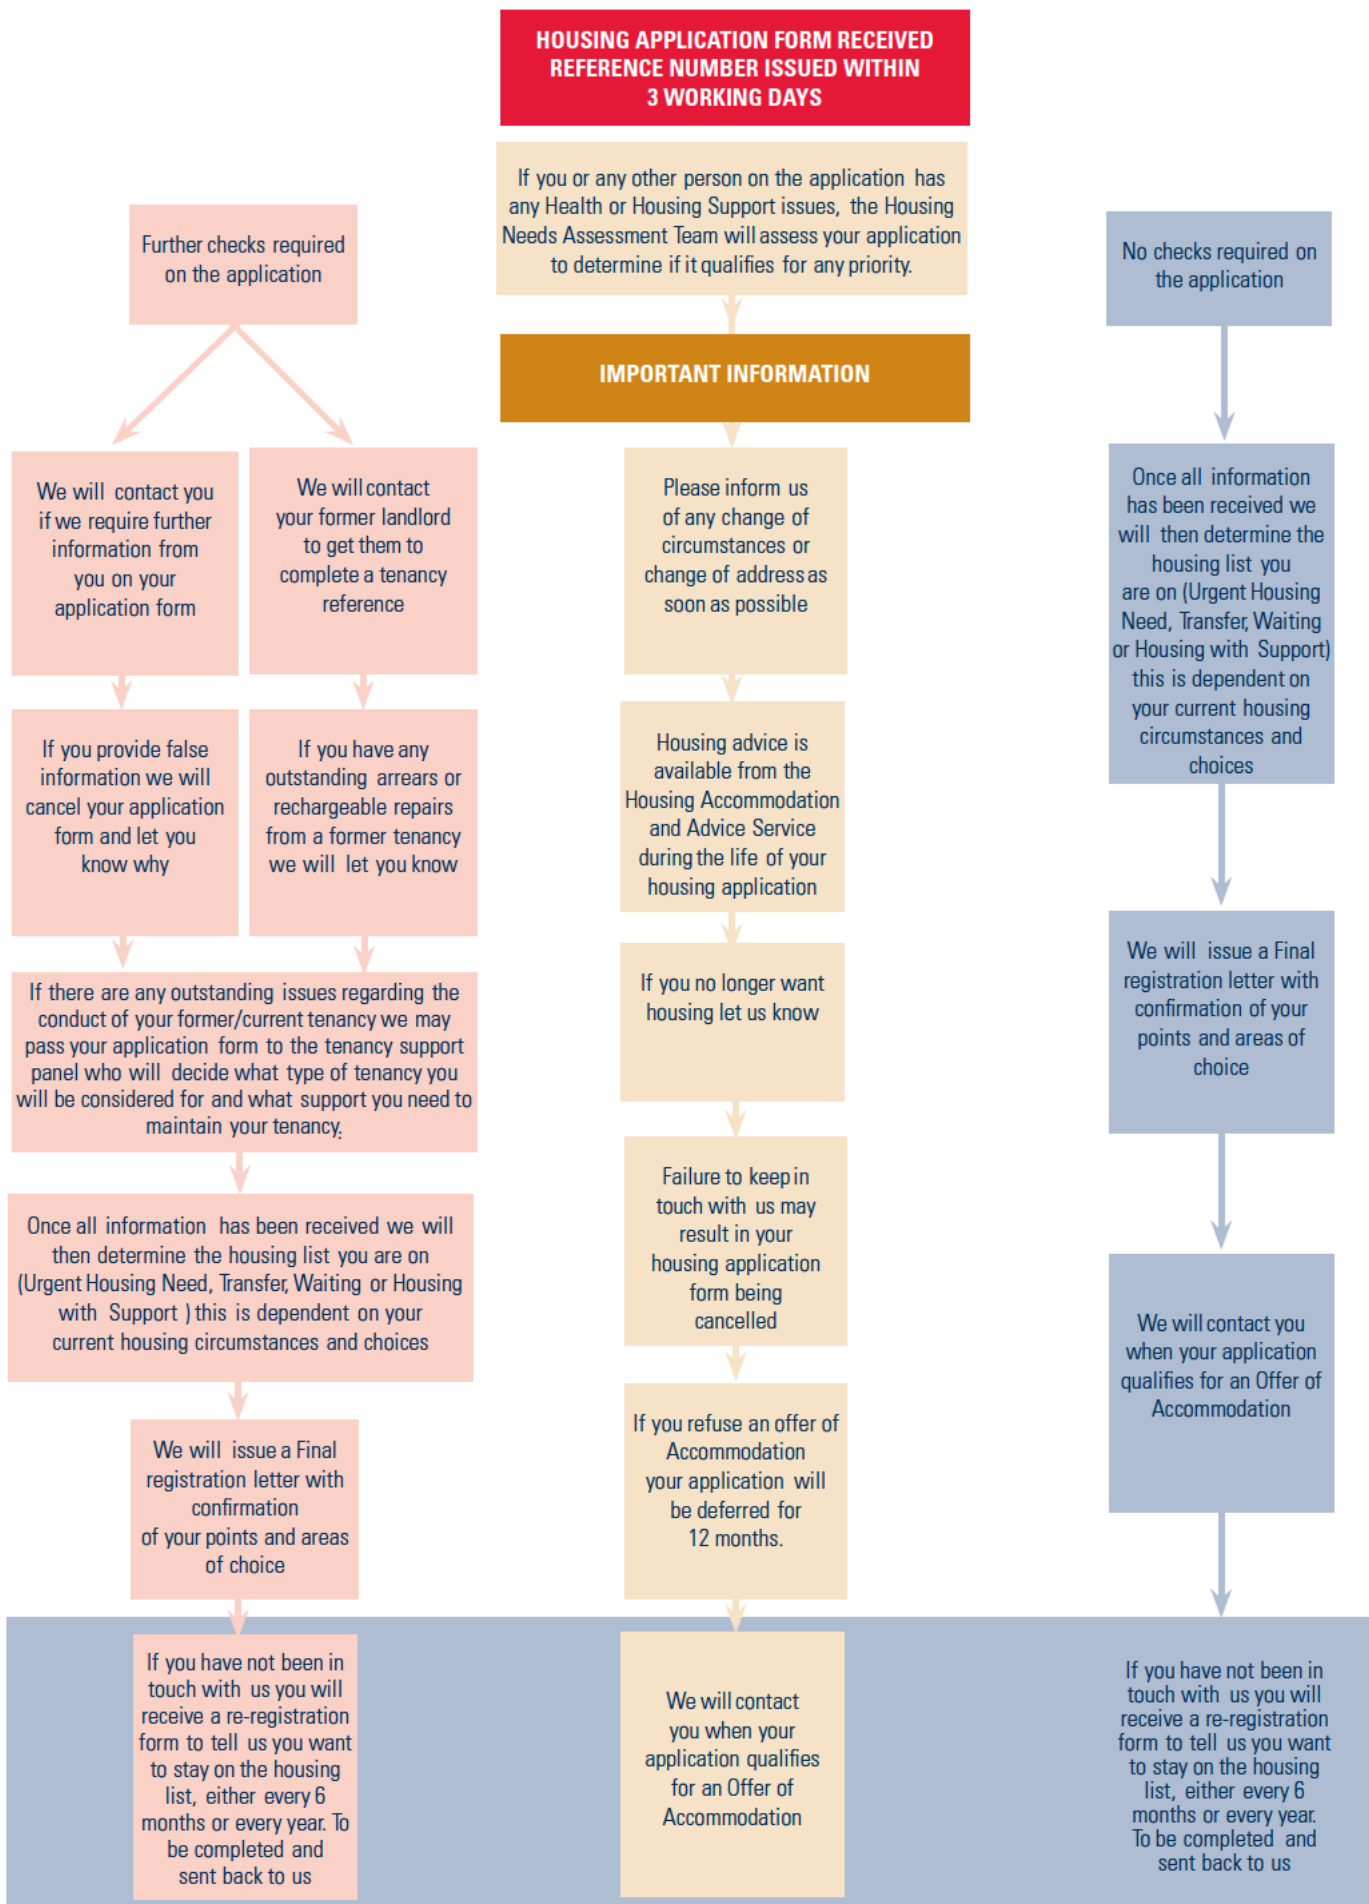 HOUSING APPLICATION FORM RECEIVED
REFERENCE NUMBER ISSUED WITHIN
3 WORKING DAYS
If you or any other person on the application has
any Health or Housing Support issues, the Housing
Needs Assessment Team will assess your application
to determine if it qualifies for any priority.
Further checks required
on the application
No checks required on
the application
IMPORTANT INFORMATION
We will contact you
if we require further
information from
you on your
application form
We will contact
your former landlord
to get them to
complete a tenancy
reference
Please inform us
of any change of
circumstances or
change of address as
soon as possible
Once all information
has been received we
will then determine the
housing list you
are on (Urgent Housing
Need, Transfer, Waiting
or Housing with Support)
this is dependent on
your current housing
circumstances and
choices
If you provide false
information we will
cancel your application
form and let you
know why
If you have any
outstanding arrears or
rechargeable repairs
from a former tenancy
we will let you know
Housing advice is
available from the
Housing Accommodation
and Advice Service
during the life of your
housing application
If there are any outstanding issues regarding the
conduct of your former/current tenancy we may
pass your application form to the tenancy support
panel who will decide what type of tenancy you
will be considered for and what support you need to
maintain your tenancy.
If you no longer want
housing let us know
We will issue a Final
registration letter with
confirmation of your
points and areas of
choice
Once all information has been received we will
then determine the housing list you are on
(Urgent Housing Need, Transfer, Waiting or Housing
with Support ) this is dependent on your
current housing circumstances and choices
Failure to keep in
touch with us may
result in your
housing application
form being
cancelled
We will contact you
when your application
qualifies for an Offer of
Accommodation
We will issue a Final
registration letter with
confirmation
of your points and areas
of choice
If you refuse an offer of
Accommodation
your application will
be deferred for
12 months.
If you have not been in
touch with us you will
receive a re-registration
form to tell us you want
to stay on the housing
list, either every 6
months or every year. To
be completed and
sent back to us
We will contact
you when your
application qualifies
for an Offer of
Accommodation
If you have not been in
touch with us you will
receive a re-registration
form to tell us you want
to stay on the housing
list, either every 6
months or every year.
To be completed and
sent back to us